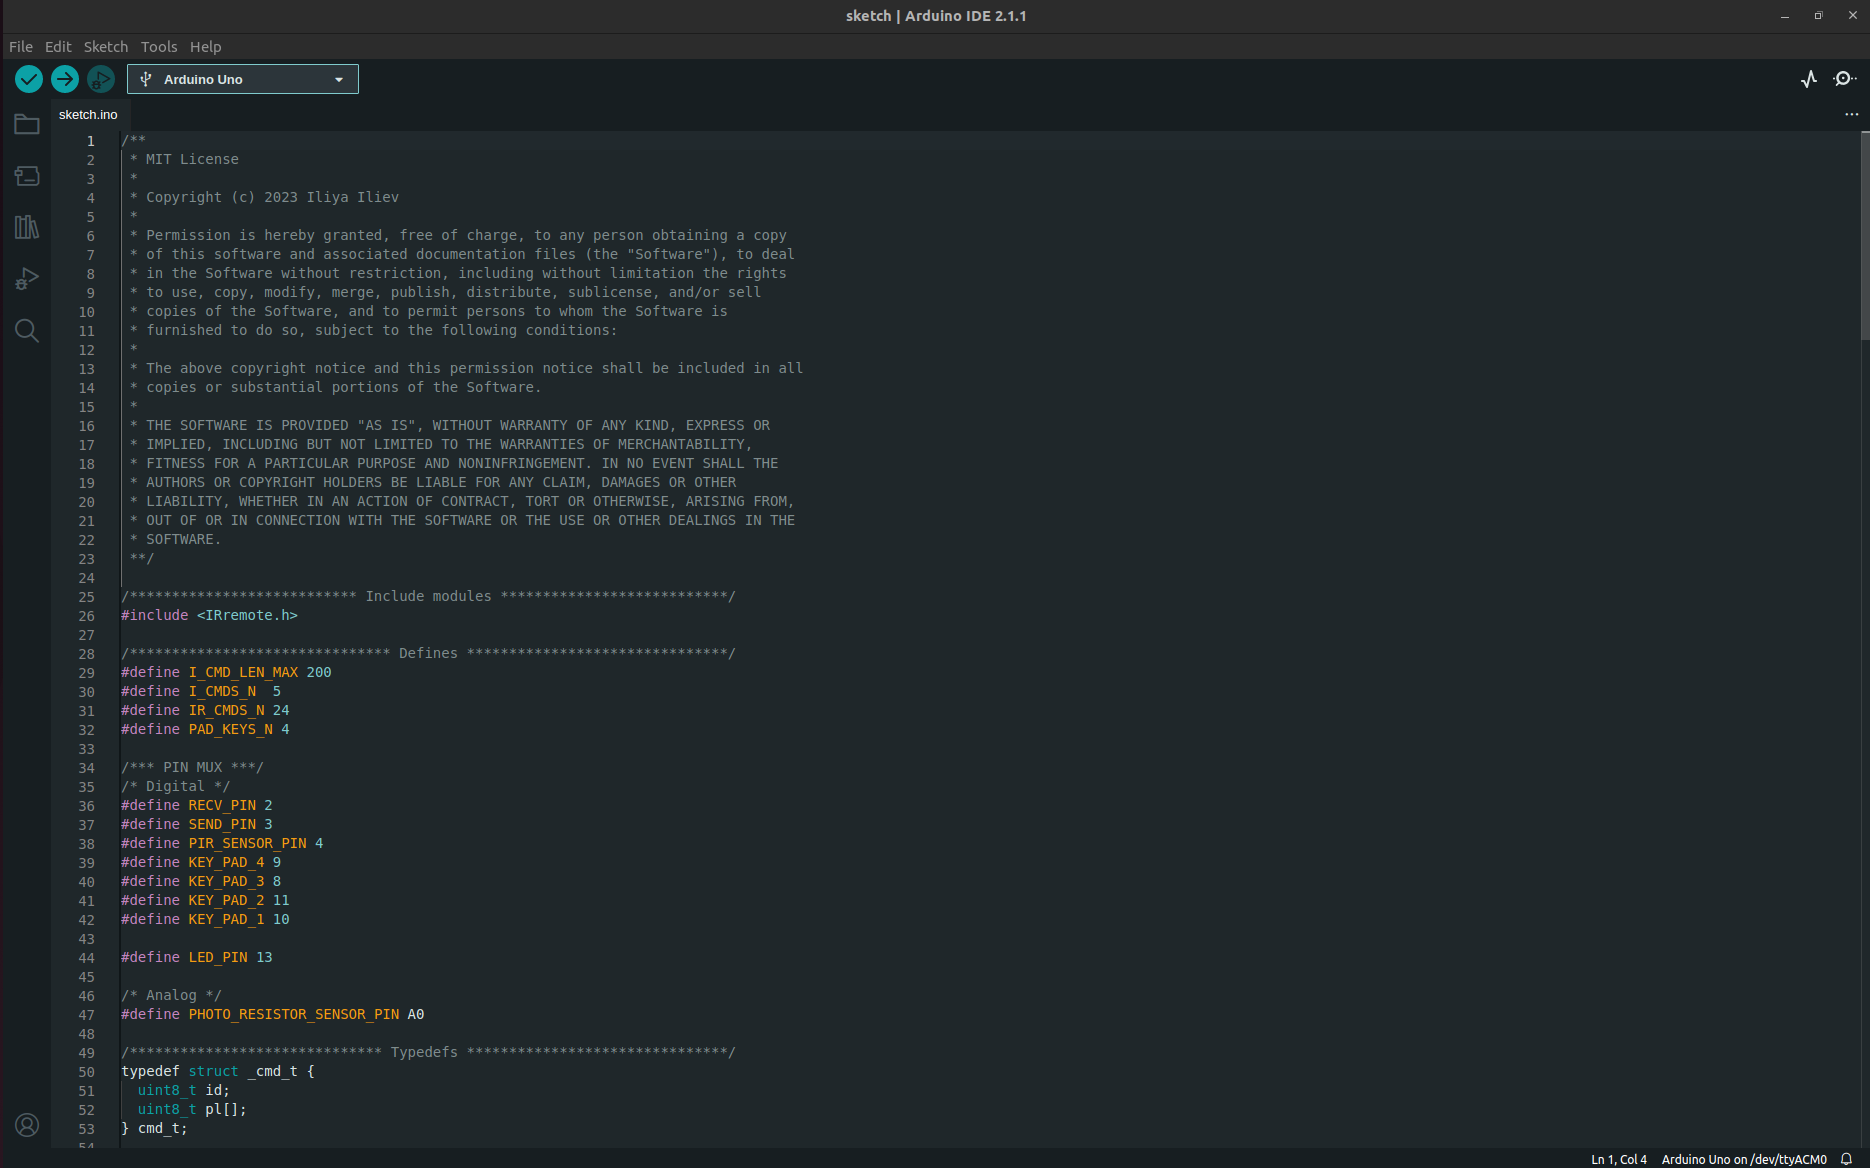 sketch | Arduino IDE 2.1.1
File Edit Sketch Tools Help
Arduino Uno
sketch.ino
1 /**
2  * MIT License
3  *
4  * Copyright (c) 2023 Iliya Iliev
5  *
6  * Permission is hereby granted, free of charge, to any person obtaining a copy
7  * of this software and associated documentation files (the "Software"), to deal
8  * in the Software without restriction, including without limitation the rights
9  * to use, copy, modify, merge, publish, distribute, sublicense, and/or sell
10  * copies of the Software, and to permit persons to whom the Software is
11  * furnished to do so, subject to the following conditions:
12  *
13  * The above copyright notice and this permission notice shall be included in all
14  * copies or substantial portions of the Software.
15  *
16  * THE SOFTWARE IS PROVIDED "AS IS", WITHOUT WARRANTY OF ANY KIND, EXPRESS OR
17  * IMPLIED, INCLUDING BUT NOT LIMITED TO THE WARRANTIES OF MERCHANTABILITY,
18  * FITNESS FOR A PARTICULAR PURPOSE AND NONINFRINGEMENT. IN NO EVENT SHALL THE
19  * AUTHORS OR COPYRIGHT HOLDERS BE LIABLE FOR ANY CLAIM, DAMAGES OR OTHER
20  * LIABILITY, WHETHER IN AN ACTION OF CONTRACT, TORT OR OTHERWISE, ARISING FROM,
21  * OUT OF OR IN CONNECTION WITH THE SOFTWARE OR THE USE OR OTHER DEALINGS IN THE
22  * SOFTWARE.
23  **/
24
25 /*************************** Include modules ***************************/
26 #include <IRremote.h>
27
28 /******************************* Defines *******************************/
29 #define I_CMD_LEN_MAX 200
30 #define I_CMDS_N  5
31 #define IR_CMDS_N 24
32 #define PAD_KEYS_N 4
33
34 /*** PIN MUX ***/
35 /* Digital */
36 #define RECV_PIN 2
37 #define SEND_PIN 3
38 #define PIR_SENSOR_PIN 4
39 #define KEY_PAD_4 9
40 #define KEY_PAD_3 8
41 #define KEY_PAD_2 11
42 #define KEY_PAD_1 10
43
44 #define LED_PIN 13
45
46 /* Analog */
47 #define PHOTO_RESISTOR_SENSOR_PIN A0
48
49 /****************************** Typedefs *******************************/
50 typedef struct _cmd_t {
51   uint8_t id;
52   uint8_t pl[];
53 } cmd_t;
54
Ln 1, Col 4 Arduino Uno on /dev/ttyACM0